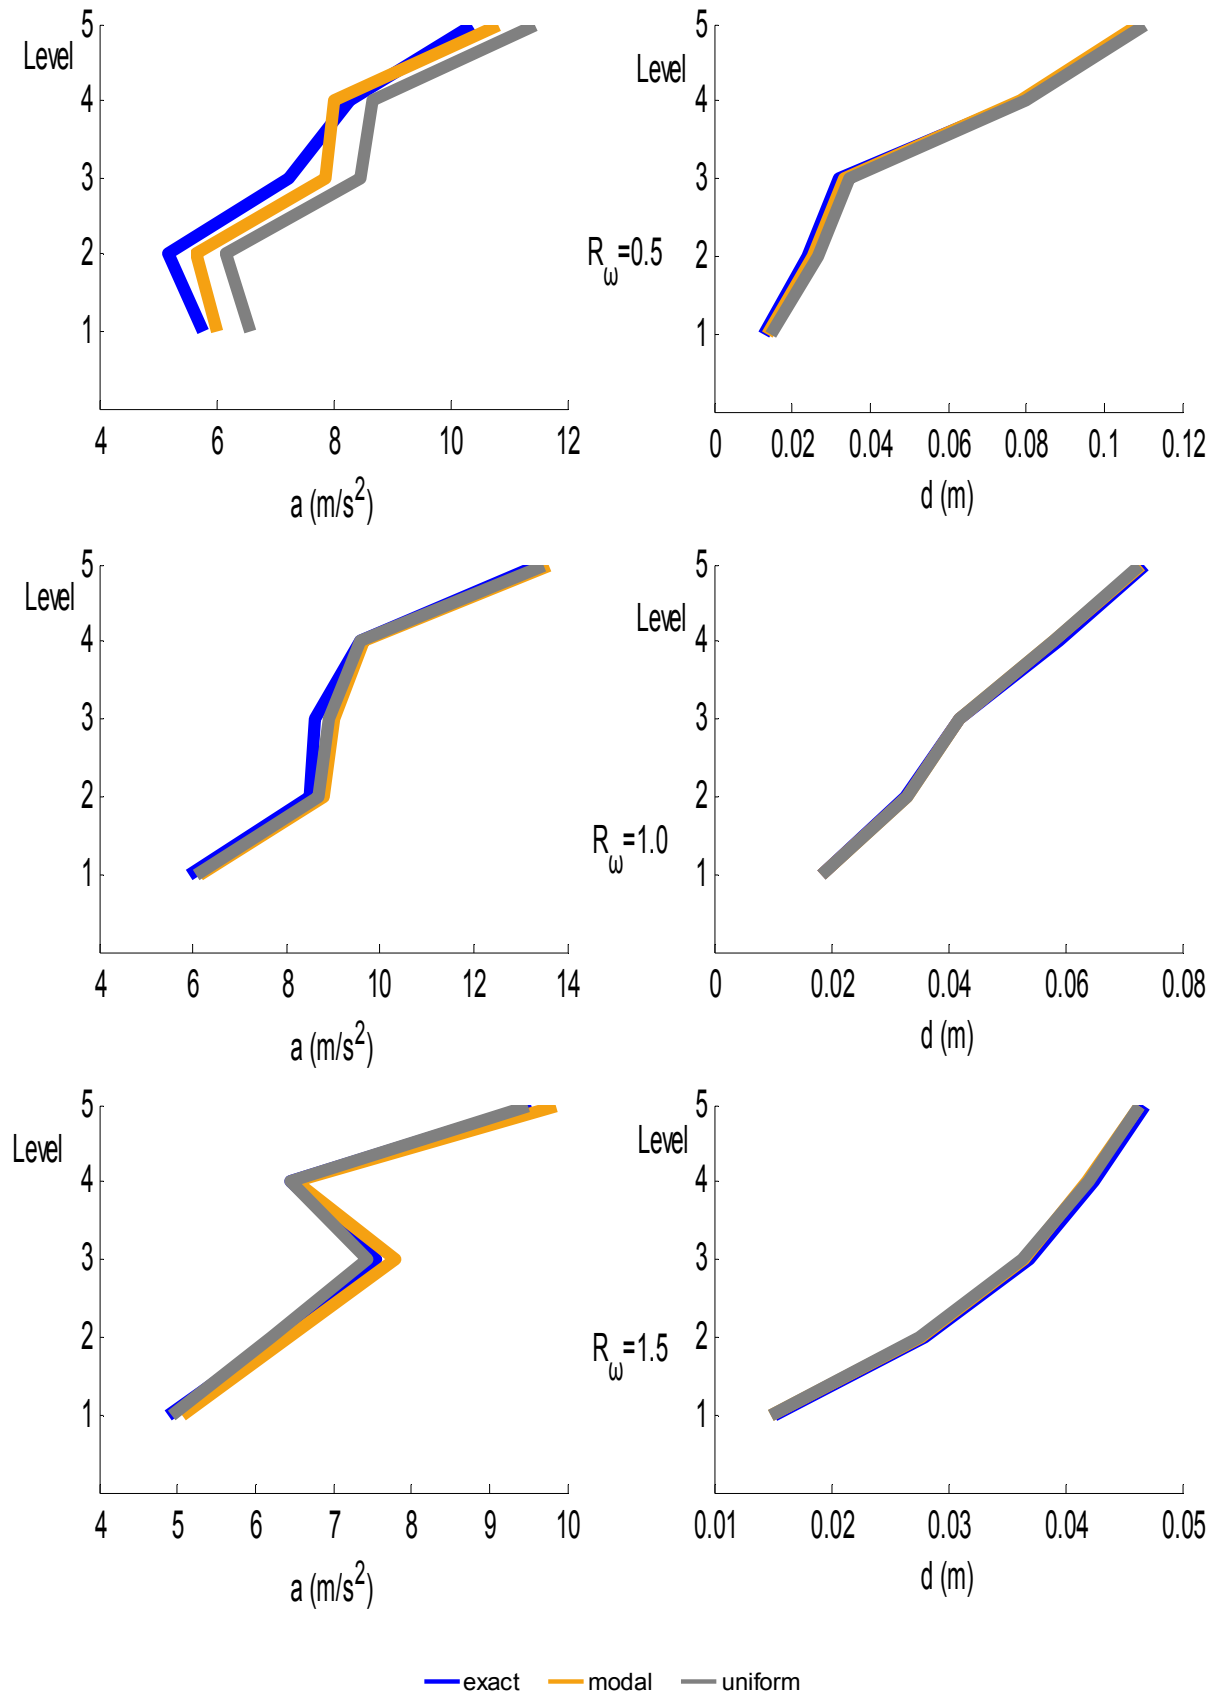 5
Level
4
3
2
1
4 6 8 10 12
a (m/s²)
R_ω=0.5
5
Level
4
3
2
1
0 0.02 0.04 0.06 0.08 0.1 0.12
d (m)
5
Level
4
3
2
1
4 6 8 10 12 14
a (m/s²)
R_ω=1.0
5
Level
4
3
2
1
0 0.02 0.04 0.06 0.08
d (m)
5
Level
4
3
2
1
4 5 6 7 8 9 10
a (m/s²)
R_ω=1.5
5
Level
4
3
2
1
0.01 0.02 0.03 0.04 0.05
d (m)
exact modal uniform